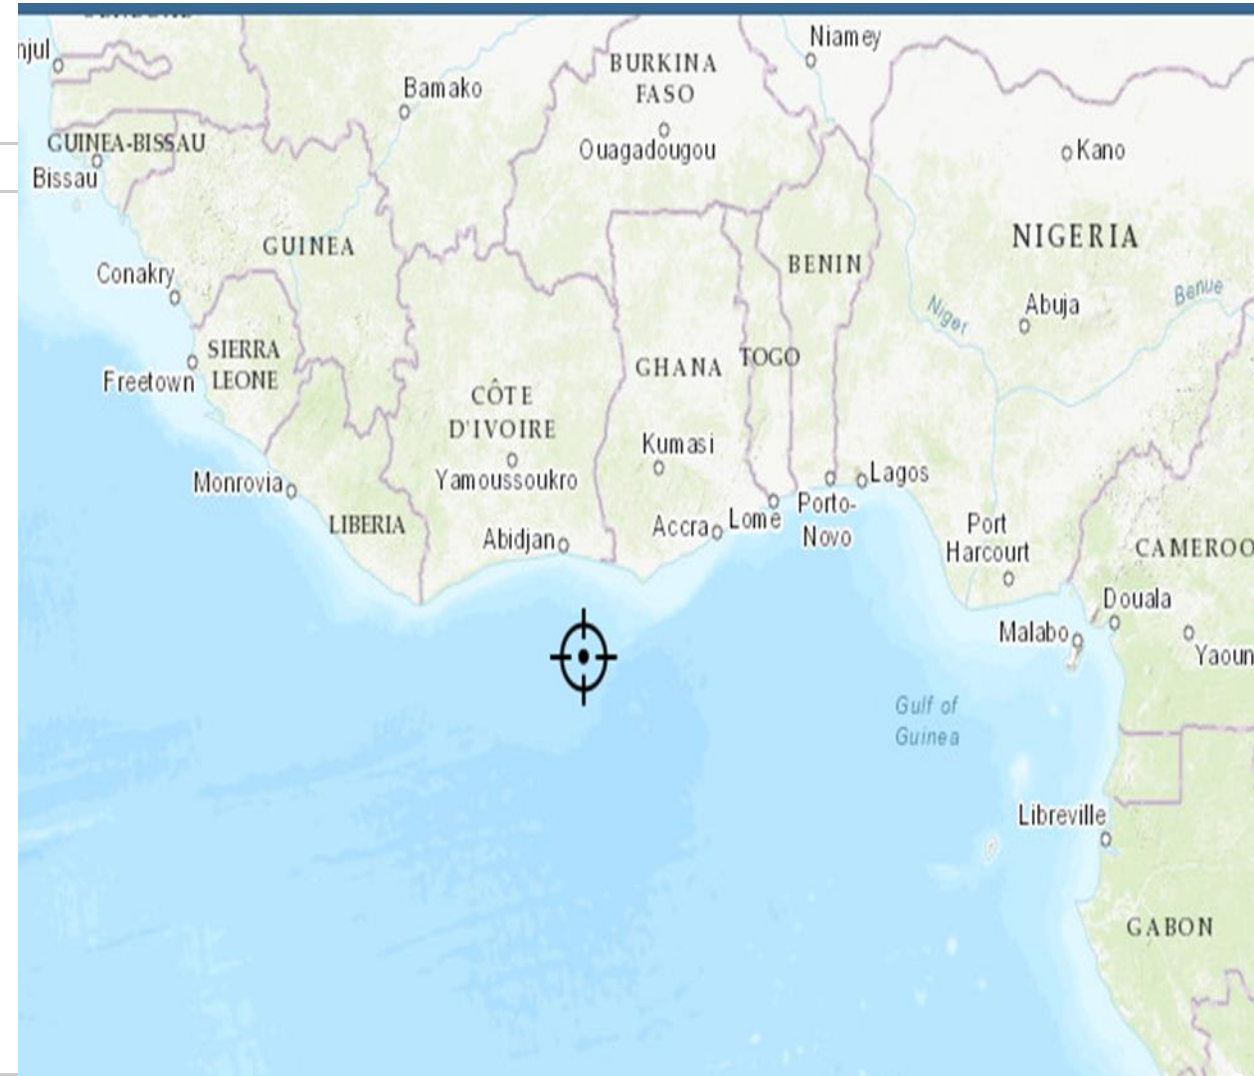 njul
Niamey
BURKINA
FASO
Bamako
Ouagadougou
GUINEA-BISSAU
Bissau
Kano
GUINEA
NIGERIA
BENIN
Conakry
Benue
Abuja
Niger
SIERRA
LEONE
Freetown
GHANA
TOGO
CÔTE
D'IVOIRE
Kumasi
Yamoussoukro
Lagos
Monrovia
Porto-
Novo
Lome
Accra
LIBERIA
Abidjan
Port
Harcourt
CAMEROO
Douala
Malabo
Yaoun
Gulf of
Guinea
Libreville
GABON